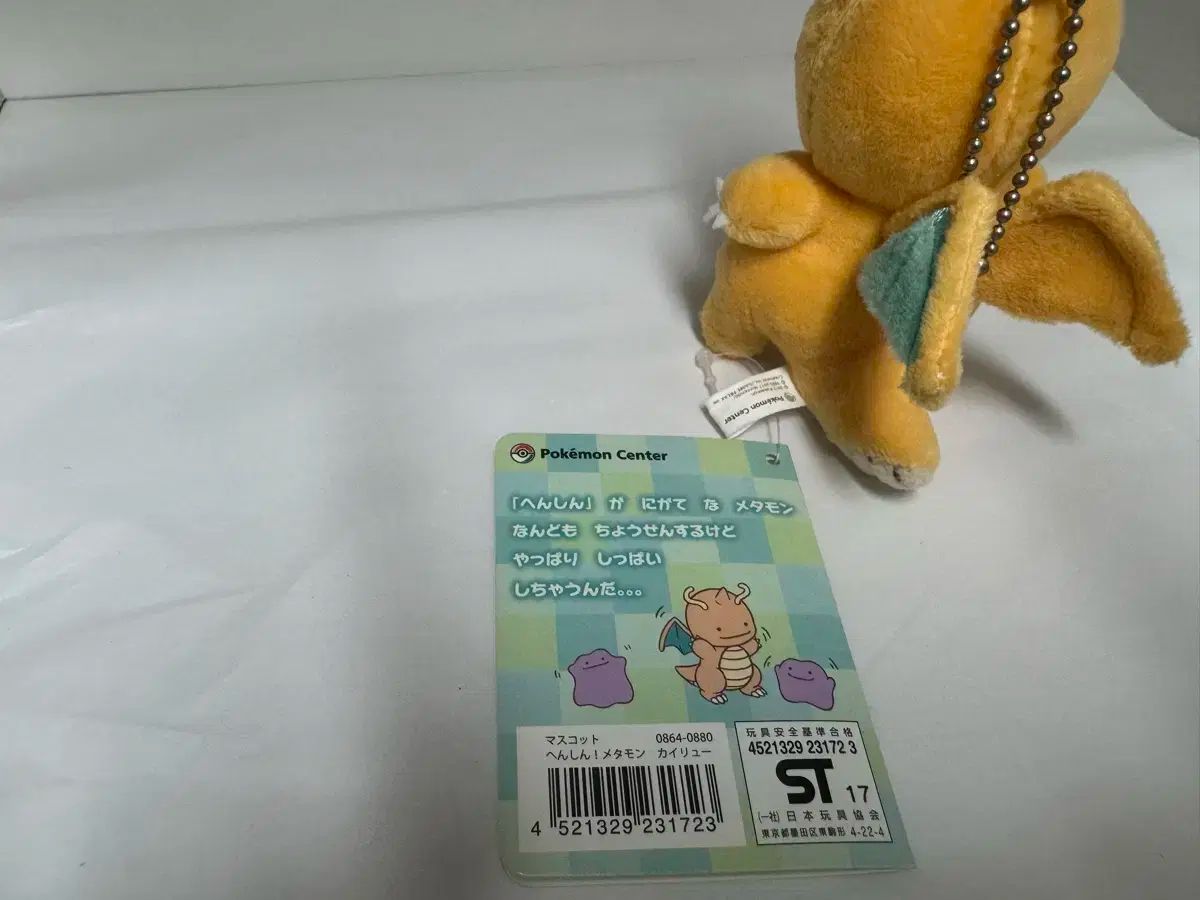 Pokémon Center
Pokémon Center
「へんしん」 が にがて な メタモン
なんども ちょうせんするけど
やっぱり しっぱい
しちゃうんだ。。。
マスコット 0864-0880
へんしん！メタモン カイリュー
4 521329 231723
玩具安全基準合格
4521329 23172 3
ST 17
(一社) 日本玩具協会
東京都墨田区東駒形 4-22-4